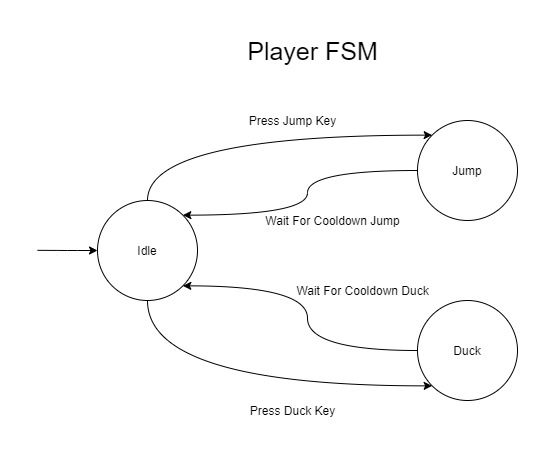 Player FSM
Press Jump Key
Jump
Wait For Cooldown Jump
Idle
Wait For Cooldown Duck
Duck
Press Duck Key